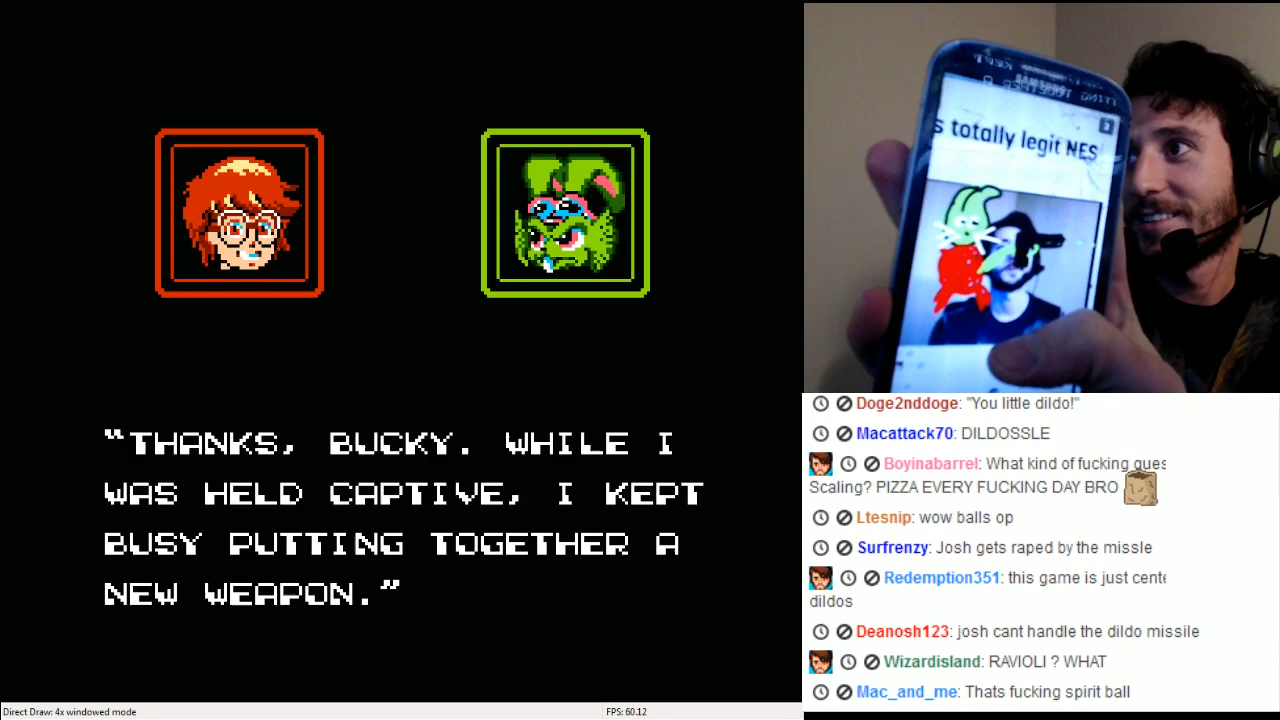 "THANKS, BUCKY. WHILE I
WAS HELD CAPTIVE, I KEPT
BUSY PUTTING TOGETHER A
NEW WEAPON."
Direct Draw: 4x windowed mode
FPS: 60.12
SAMSUNG
s totally legit NES
Doge2nddoge: "You little dildo!"
Macattack70: DILDOSSLE
Boyinabarrel: What kind of fucking ques
Scaling? PIZZA EVERY FUCKING DAY BRO
Ltesnip: wow balls op
Surfrenzy: Josh gets raped by the missle
Redemption351: this game is just cente
dildos
Deanosh123: josh cant handle the dildo missile
Wizardisland: RAVIOLI ? WHAT
Mac_and_me: Thats fucking spirit ball